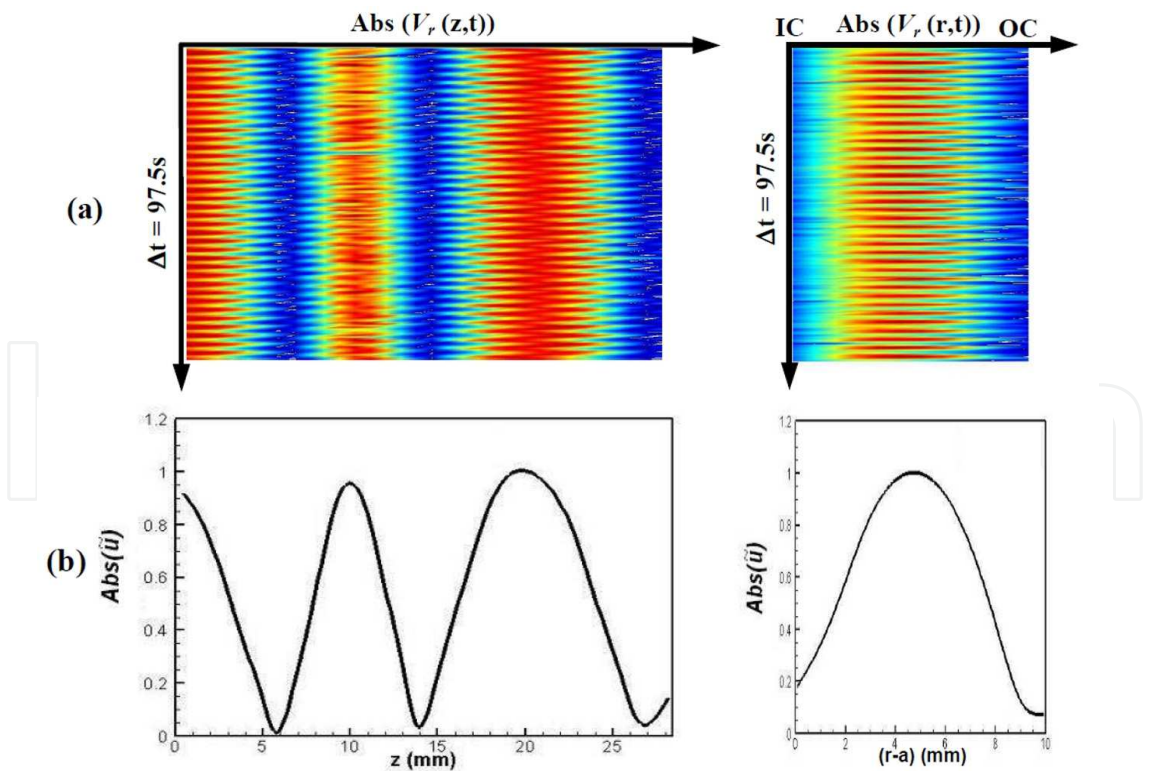 Abs (V_r (z,t))
IC Abs (V_r (r,t)) OC
(a)
Δt = 97.5s
Δt = 97.5s
(b)
1.2
1
0.8
0.6
0.4
0.2
0
Abs(ũ)
0 5 10 15 20 25
z (mm)
1.2
1
0.8
0.6
0.4
0.2
0
Abs(ũ)
0 2 4 6 8 10
(r-a) (mm)